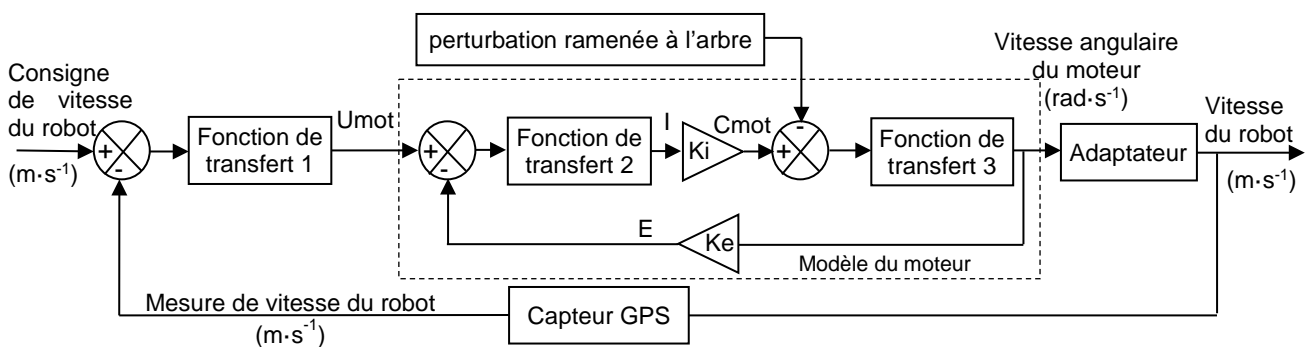 perturbation ramenée à l'arbre
Vitesse angulaire
du moteur
(rad·s⁻¹)
Consigne
de vitesse
du robot
(m·s⁻¹)
+
-
Fonction de
transfert 1
Umot
+
-
Fonction de
transfert 2
I
Ki
Cmot
-
+
Fonction de
transfert 3
Adaptateur
Vitesse
du robot
(m·s⁻¹)
E
Ke
Modèle du moteur
Mesure de vitesse du robot
(m·s⁻¹)
Capteur GPS